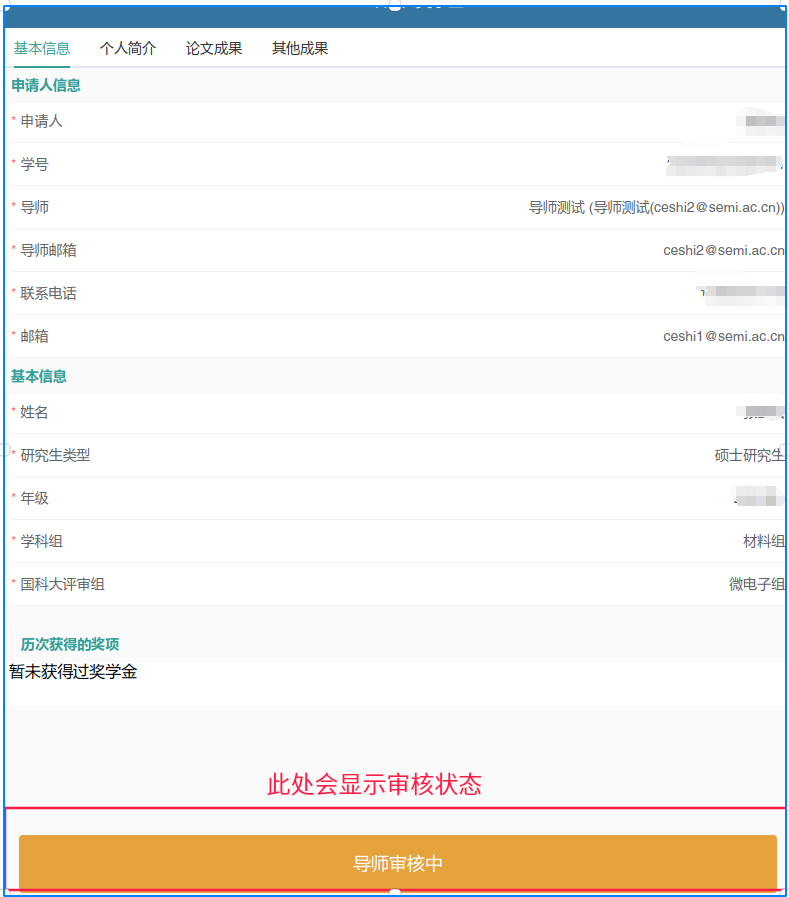 基本信息 个人简介 论文成果 其他成果
申请人信息
* 申请人
* 学号
* 导师 导师测试 (导师测试(ceshi2@semi.ac.cn))
* 导师邮箱 ceshi2@semi.ac.cn
* 联系电话
* 邮箱 ceshi1@semi.ac.cn
基本信息
* 姓名
* 研究生类型 硕士研究生
* 年级
* 学科组 材料组
* 国科大评审组 微电子组
历次获得的奖项
暂未获得过奖学金
此处会显示审核状态
导师审核中